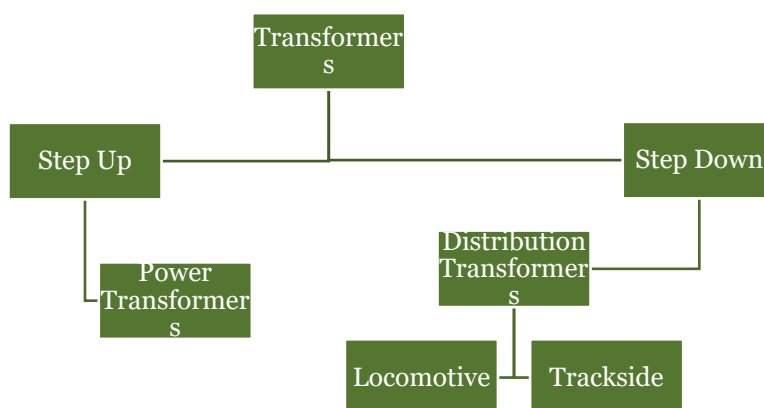 Transformer
s
Step Up
Step Down
Power
Transformer
s
Distribution
Transformer
s
Locomotive
Trackside